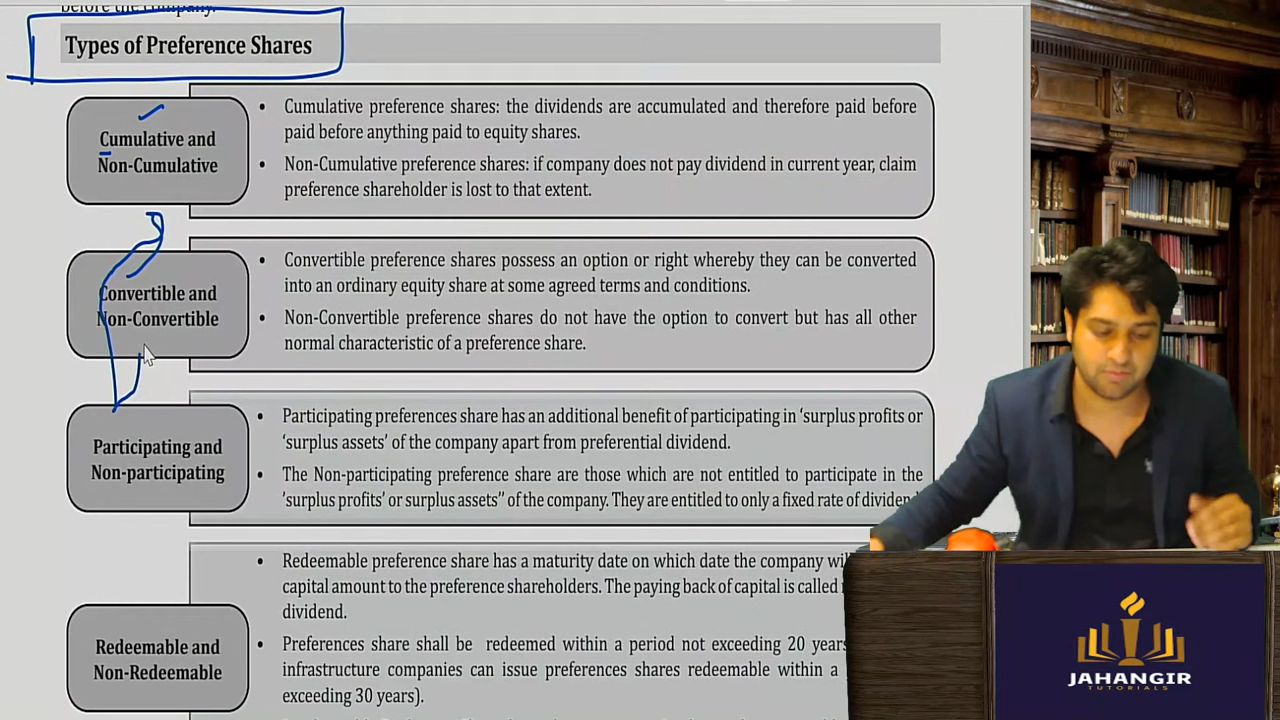 before the company.
Types of Preference Shares
Cumulative and
Non-Cumulative
• Cumulative preference shares: the dividends are accumulated and therefore paid before
paid before anything paid to equity shares.
• Non-Cumulative preference shares: if company does not pay dividend in current year, claim
preference shareholder is lost to that extent.
Convertible and
Non-Convertible
• Convertible preference shares possess an option or right whereby they can be converted
into an ordinary equity share at some agreed terms and conditions.
• Non-Convertible preference shares do not have the option to convert but has all other
normal characteristic of a preference share.
Participating and
Non-participating
• Participating preferences share has an additional benefit of participating in ‘surplus profits or
‘surplus assets’ of the company apart from preferential dividend.
• The Non-participating preference share are those which are not entitled to participate in the
’surplus profits’ or surplus assets” of the company. They are entitled to only a fixed rate of dividend
Redeemable and
Non-Redeemable
• Redeemable preference share has a maturity date on which date the company
capital amount to the preference shareholders. The paying back of capital is called
dividend.
• Preferences share shall be redeemed within a period not exceeding 20 years
infrastructure companies can issue preferences shares redeemable within a
exceeding 30 years).
JAHANGIR
TUTORIALS